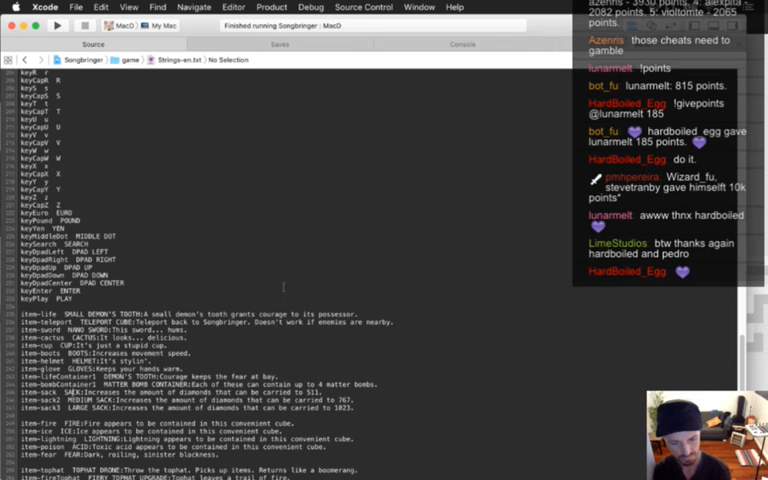 Xcode File Edit View Find Navigate Editor Product Debug Source Control Window Help
MacD My Mac
Finished running Songbringer : MacD
Source Saves Console
Songbringer game Strings-en.txt No Selection
keyR r
keyCapR R
keyS s
keyCapS S
keyT t
keyCapT T
keyU u
keyCapU U
keyV v
keyCapV V
keyW w
keyCapW W
keyX x
keyCapX X
keyY y
keyCapY Y
keyZ z
keyCapZ Z
keyEuro EURO
keyPound POUND
keyYen YEN
keyMiddleDot MIDDLE DOT
keySearch SEARCH
keyDpadLeft DPAD LEFT
keyDpadRight DPAD RIGHT
keyDpadUp DPAD UP
keyDpadDown DPAD DOWN
keyDpadCenter DPAD CENTER
keyEnter ENTER
keyPlay PLAY
item-life SMALL DEMON'S TOOTH:A small demon's tooth grants courage to its possessor.
item-teleport TELEPORT CUBE:Teleport back to Songbringer. Doesn't work if enemies are nearby.
item-sword NANO SWORD:This sword... hums.
item-cactus CACTUS:It looks... delicious.
item-cup CUP:It's just a stupid cup.
item-boots BOOTS:Increases movement speed.
item-helmet HELMET:It's stylin'.
item-glove GLOVES:Keeps your hands warm.
item-lifeContainer1 DEMON'S TOOTH:Courage keeps the fear at bay.
item-bombContainer1 MATTER BOMB CONTAINER:Each of these can contain up to 4 matter bombs.
item-sack SACK:Increases the amount of diamonds that can be carried to 511.
item-sack2 MEDIUM SACK:Increases the amount of diamonds that can be carried to 767.
item-sack3 LARGE SACK:Increases the amount of diamonds that can be carried to 1023.
item-fire FIRE:Fire appears to be contained in this convenient cube.
item-ice ICE:Ice appears to be contained in this convenient cube.
item-lightning LIGHTNING:Lightning appears to be contained in this convenient cube.
item-poison ACID:Toxic acid appears to be contained in this convenient cube.
item-fear FEAR:Dark, roiling, sinister blackness.
item-tophat TOPHAT DRONE:Throw the tophat. Picks up items. Returns like a boomerang.
item-fireTophat FIERY TOPHAT UPGRADE:Tophat leaves a trail of fire.
azenris - 3930 points. 4: alexpita -
2082 points. 5: violtomte - 2065
points.
Azenris those cheats need to
gamble
lunarmelt !points
bot_fu lunarmelt: 815 points.
HardBoiled_Egg !givepoints
@lunarmelt 185
bot_fu hardboiled_egg gave
lunarmelt 185 points.
HardBoiled_Egg do it.
pmhpereira: Wizard_fu,
stevetranby gave himselft 10k
points*
lunarmelt awww thnx hardboiled
LimeStudios btw thanks again
hardboiled and pedro
HardBoiled_Egg